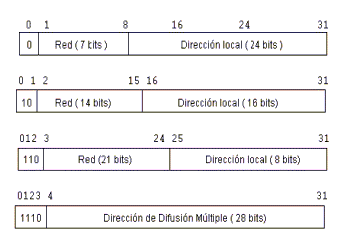 0 1 8 16 24 31
0 Red ( 7 bits ) Dirección local ( 24 bits )
0 1 2 15 16 31
10 Red ( 14 bits) Dirección local ( 16 bits)
012 3 24 25 31
110 Red (21 bits) Dirección local ( 8 bits)
0123 4 31
1110 Dirección de Difusión Múltiple ( 28 bits)